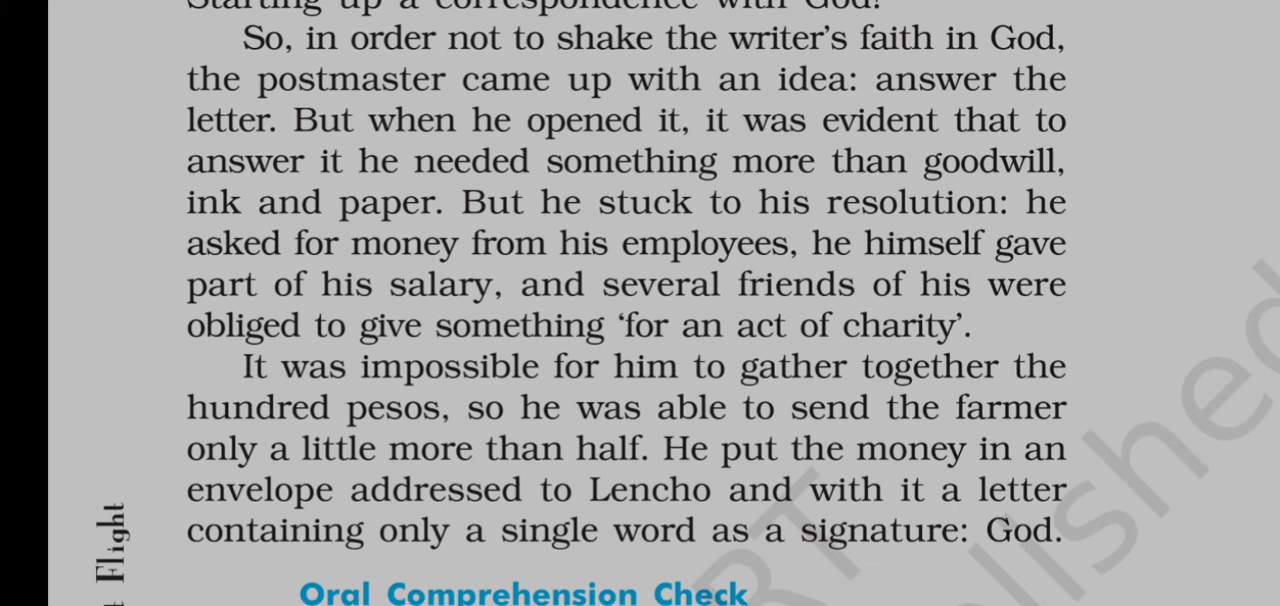 Starting up a correspondence with God!
So, in order not to shake the writer's faith in God,
the postmaster came up with an idea: answer the
letter. But when he opened it, it was evident that to
answer it he needed something more than goodwill,
ink and paper. But he stuck to his resolution: he
asked for money from his employees, he himself gave
part of his salary, and several friends of his were
obliged to give something ‘for an act of charity’.
It was impossible for him to gather together the
hundred pesos, so he was able to send the farmer
only a little more than half. He put the money in an
envelope addressed to Lencho and with it a letter
containing only a single word as a signature: God.
Oral Comprehension Check
Flight